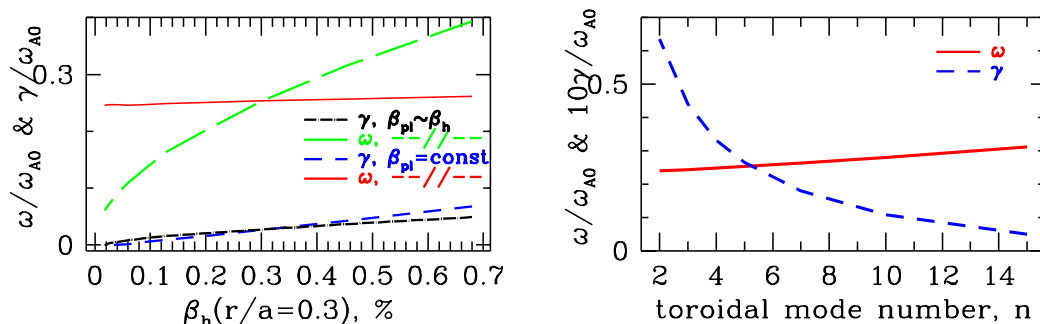 ω/ω_A0 & γ/ω_A0
0.3
0
0 0.1 0.2 0.3 0.4 0.5 0.6 0.7
β_h(r/a=0.3), %
γ, β_pl~β_h
ω, —//—
γ, β_pl=const
ω, —//—
ω/ω_A0 & 10γ/ω_A0
0.5
0
2 4 6 8 10 12 14
toroidal mode number, n
ω
γ